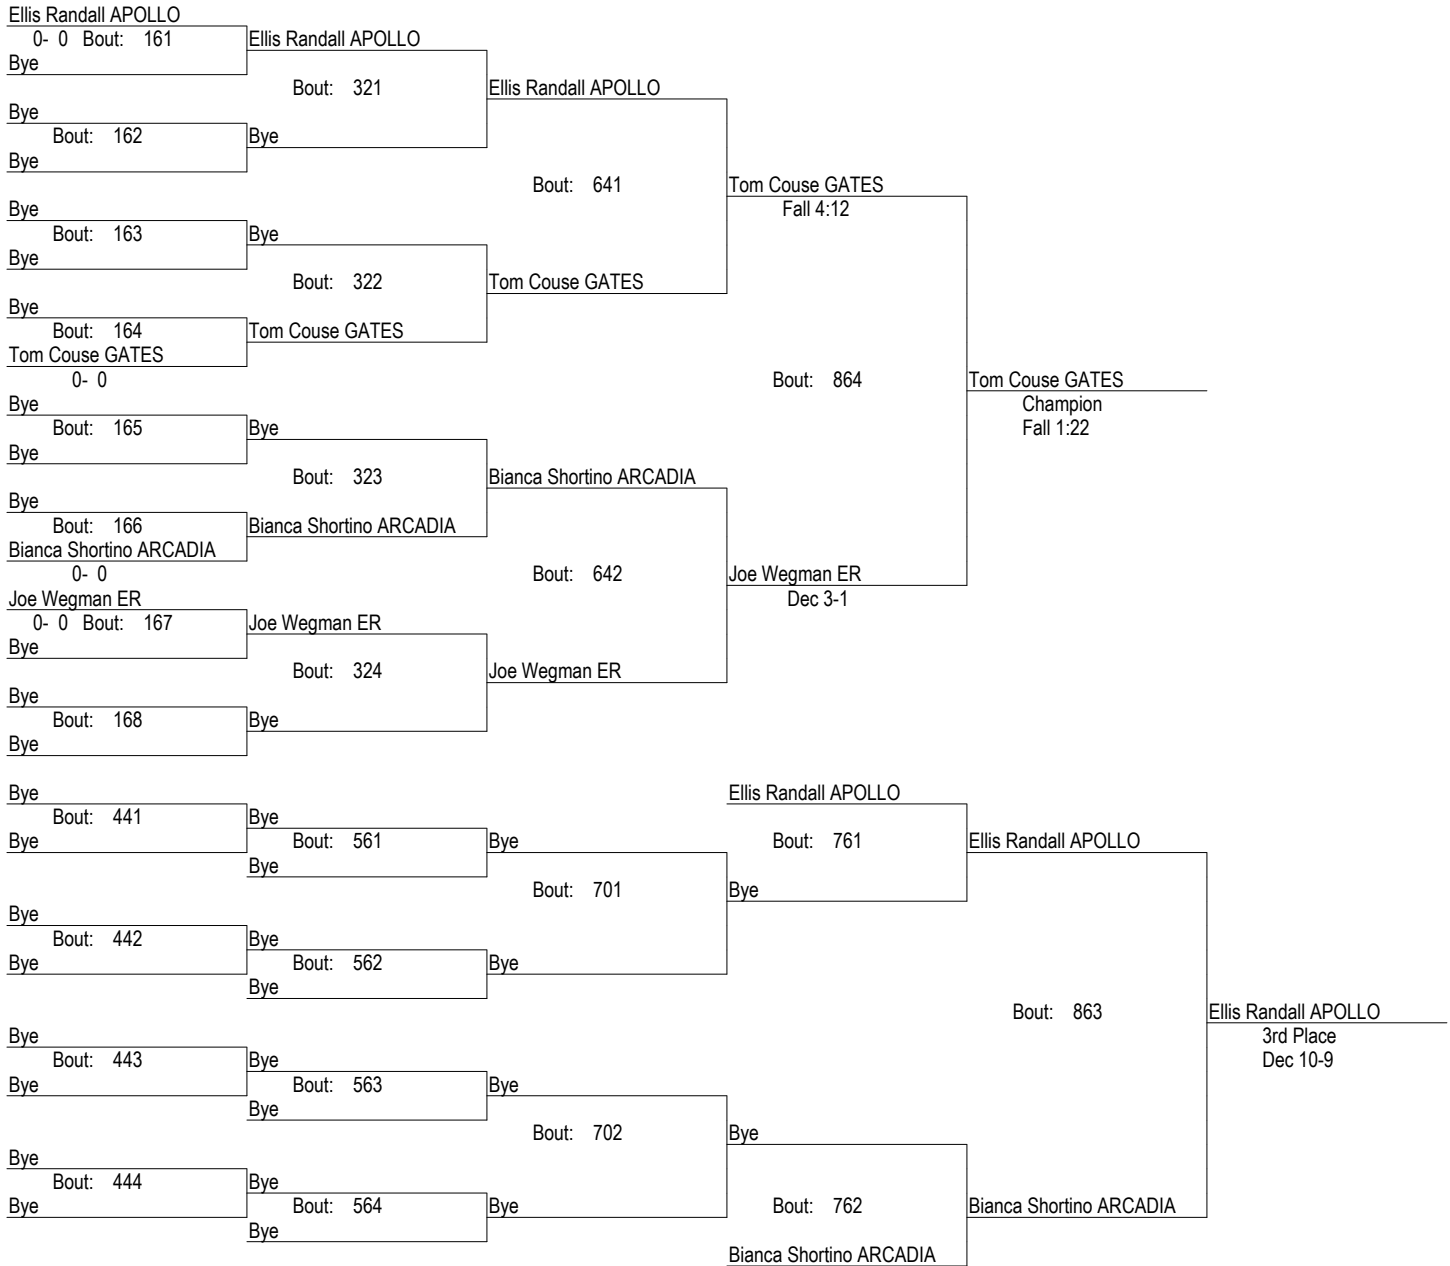 Ellis Randall APOLLO
0- 0 Bout: 161 Ellis Randall APOLLO
Bye
Bout: 321 Ellis Randall APOLLO
Bye
Bout: 162 Bye
Bye
Bout: 641 Tom Couse GATES
Bye Fall 4:12
Bout: 163 Bye
Bye
Bout: 322 Tom Couse GATES
Bye
Bout: 164 Tom Couse GATES
Tom Couse GATES
0- 0 Bout: 864 Tom Couse GATES
Bye Champion
Bout: 165 Bye Fall 1:22
Bye
Bout: 323 Bianca Shortino ARCADIA
Bye
Bout: 166 Bianca Shortino ARCADIA
Bianca Shortino ARCADIA
0- 0 Bout: 642 Joe Wegman ER
Joe Wegman ER Dec 3-1
0- 0 Bout: 167 Joe Wegman ER
Bye
Bout: 324 Joe Wegman ER
Bye
Bout: 168 Bye
Bye
Bye Ellis Randall APOLLO
Bout: 441 Bye
Bye Bout: 561 Bye Bout: 761 Ellis Randall APOLLO
Bye
Bout: 701 Bye
Bye
Bout: 442 Bye
Bye Bout: 562 Bye
Bye
Bout: 863 Ellis Randall APOLLO
Bye 3rd Place
Bout: 443 Bye Dec 10-9
Bye Bout: 563 Bye
Bye
Bout: 702 Bye
Bye
Bout: 444 Bye
Bye Bout: 564 Bye Bout: 762 Bianca Shortino ARCADIA
Bye
Bianca Shortino ARCADIA